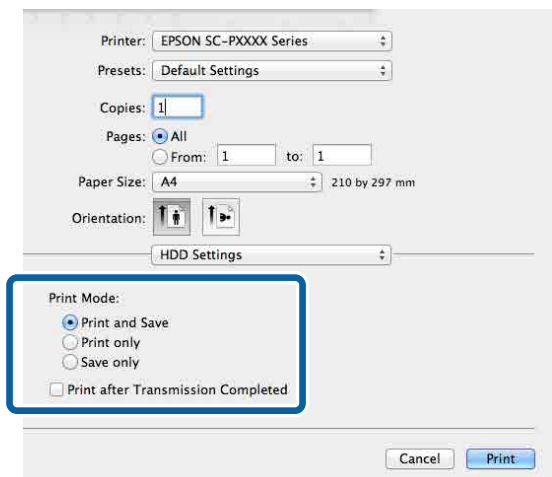 Printer: EPSON SC-PXXXX Series
Presets: Default Settings
Copies: 1
Pages: All
From: 1 to: 1
Paper Size: A4 210 by 297 mm
Orientation:
HDD Settings
Print Mode:
Print and Save
Print only
Save only
Print after Transmission Completed
Cancel Print